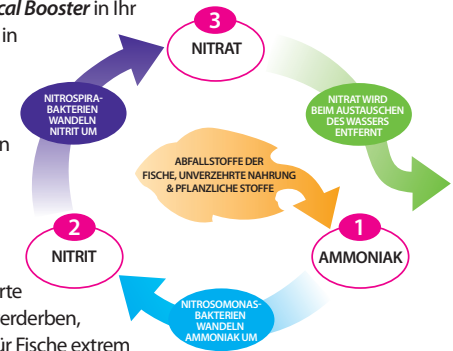 cal Booster in Ihr
in
n
rte
erderben,
ür Fische extrem
3
NITRAT
NITROSPIRA-
BAKTERIEN
WANDELN
NITRIT UM
NITRAT WIRD
BEIM AUSTAUSCHEN
DES WASSERS
ENTFERNT
ABFALLSTOFFE DER
FISCHE, UNVERZEHRTE NAHRUNG
& PFLANZLICHE STOFFE
2
NITRIT
1
AMMONIAK
NITROSOMONAS-
BAKTERIEN
WANDELN
AMMONIAK UM